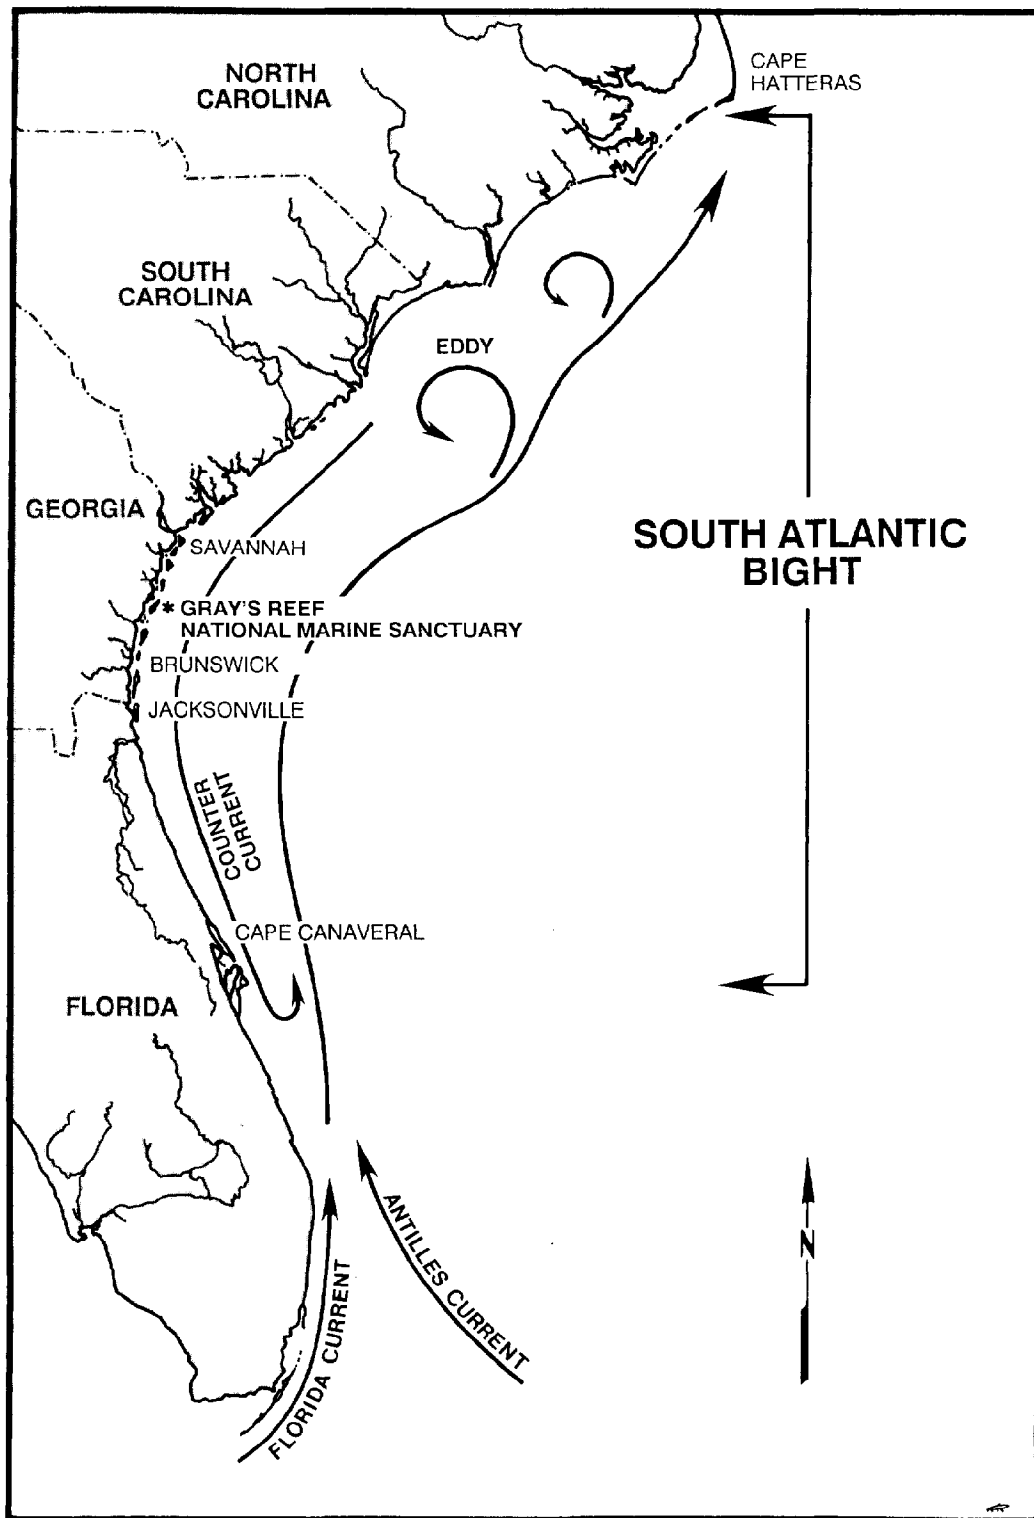 CAPE
HATTERAS
NORTH
CAROLINA
SOUTH
CAROLINA
EDDY
GEORGIA
SAVANNAH
SOUTH ATLANTIC
BIGHT
* GRAY'S REEF
NATIONAL MARINE SANCTUARY
BRUNSWICK
JACKSONVILLE
COUNTER
CURRENT
CAPE CANAVERAL
FLORIDA
N
ANTILLES CURRENT
FLORIDA CURRENT